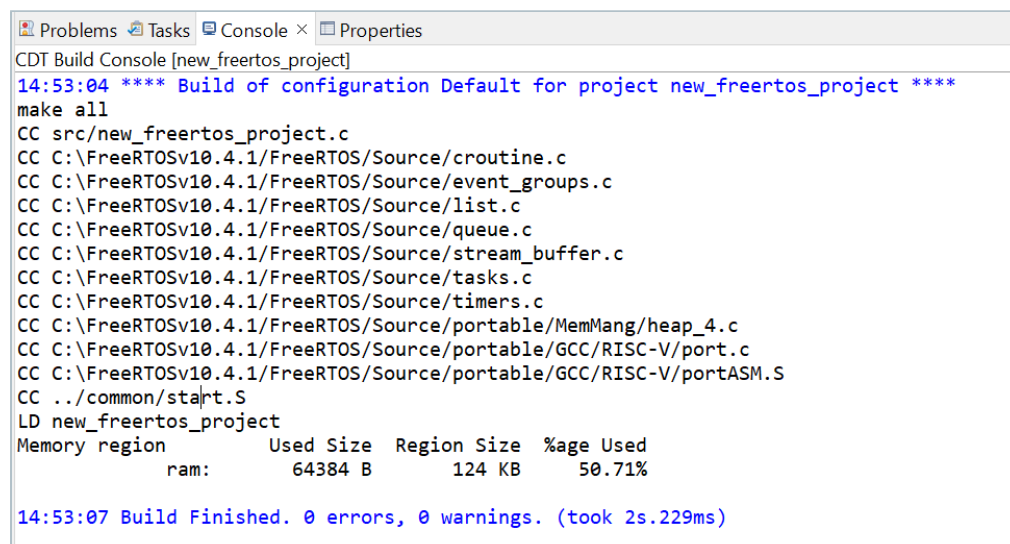 Problems Tasks Console × Properties
CDT Build Console [new_freertos_project]
14:53:04 **** Build of configuration Default for project new_freertos_project ****
make all
CC src/new_freertos_project.c
CC C:\FreeRTOSv10.4.1/FreeRTOS/Source/croutine.c
CC C:\FreeRTOSv10.4.1/FreeRTOS/Source/event_groups.c
CC C:\FreeRTOSv10.4.1/FreeRTOS/Source/list.c
CC C:\FreeRTOSv10.4.1/FreeRTOS/Source/queue.c
CC C:\FreeRTOSv10.4.1/FreeRTOS/Source/stream_buffer.c
CC C:\FreeRTOSv10.4.1/FreeRTOS/Source/tasks.c
CC C:\FreeRTOSv10.4.1/FreeRTOS/Source/timers.c
CC C:\FreeRTOSv10.4.1/FreeRTOS/Source/portable/MemMang/heap_4.c
CC C:\FreeRTOSv10.4.1/FreeRTOS/Source/portable/GCC/RISC-V/port.c
CC C:\FreeRTOSv10.4.1/FreeRTOS/Source/portable/GCC/RISC-V/portASM.S
CC ../common/start.S
LD new_freertos_project
Memory region         Used Size  Region Size  %age Used
             ram:       64384 B       124 KB     50.71%
14:53:07 Build Finished. 0 errors, 0 warnings. (took 2s.229ms)